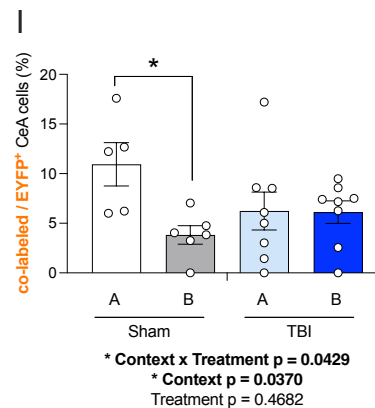 I
*
co-labeled / EYFP⁺ CeA cells (%)
20
15
10
5
0
A B A B
Sham TBI
* Context x Treatment p = 0.0429
* Context p = 0.0370
Treatment p = 0.4682